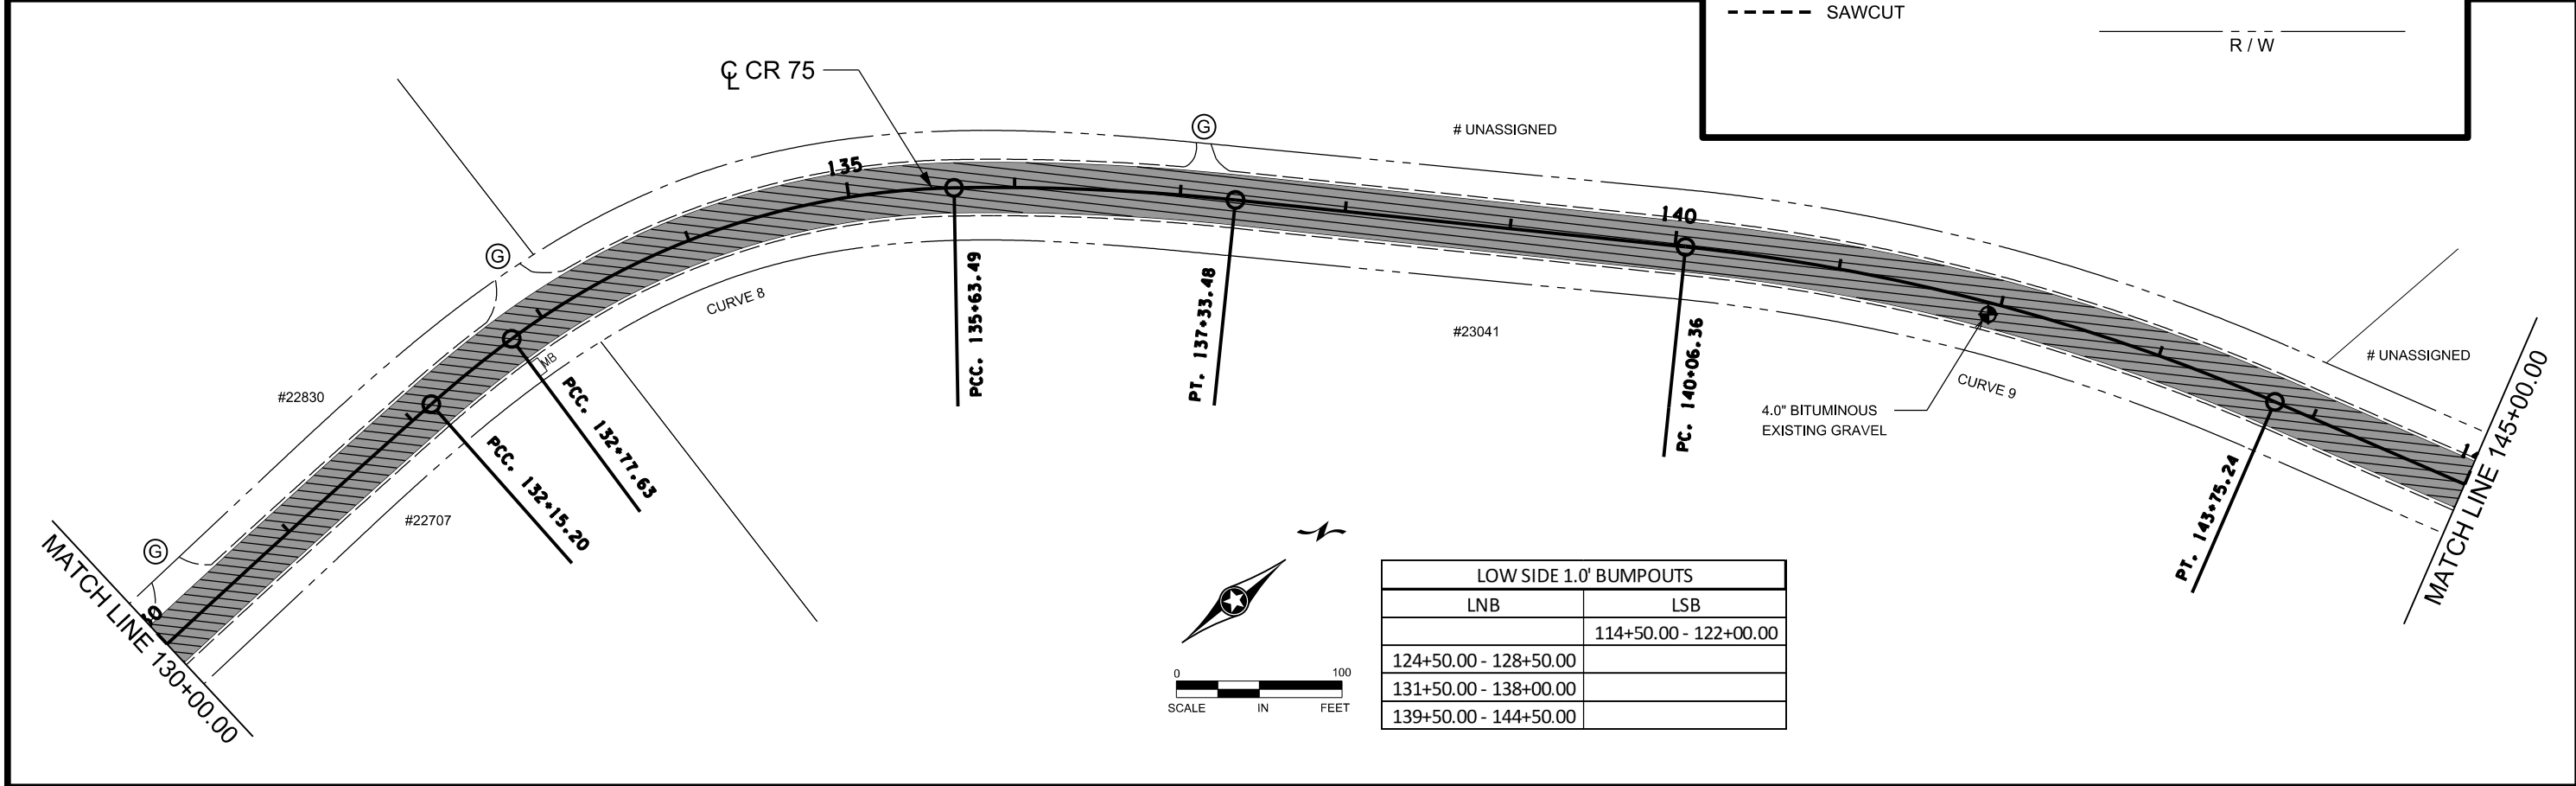 SAWCUT
R / W
℄ CR 75
135
G
# UNASSIGNED
140
G
CURVE 8
PCC. 135+63.49
PT. 137+33.48
#23041
PC. 140+06.36
4.0" BITUMINOUS
EXISTING GRAVEL
CURVE 9
# UNASSIGNED
MB
PCC. 132+77.63
#22830
PCC. 132+15.20
#22707
PT. 143+75.24
MATCH LINE 145+00.00
G
MATCH LINE 130+00.00
0 100
SCALE IN FEET
LOW SIDE 1.0' BUMPOUTS
LNB LSB
114+50.00 - 122+00.00
124+50.00 - 128+50.00
131+50.00 - 138+00.00
139+50.00 - 144+50.00